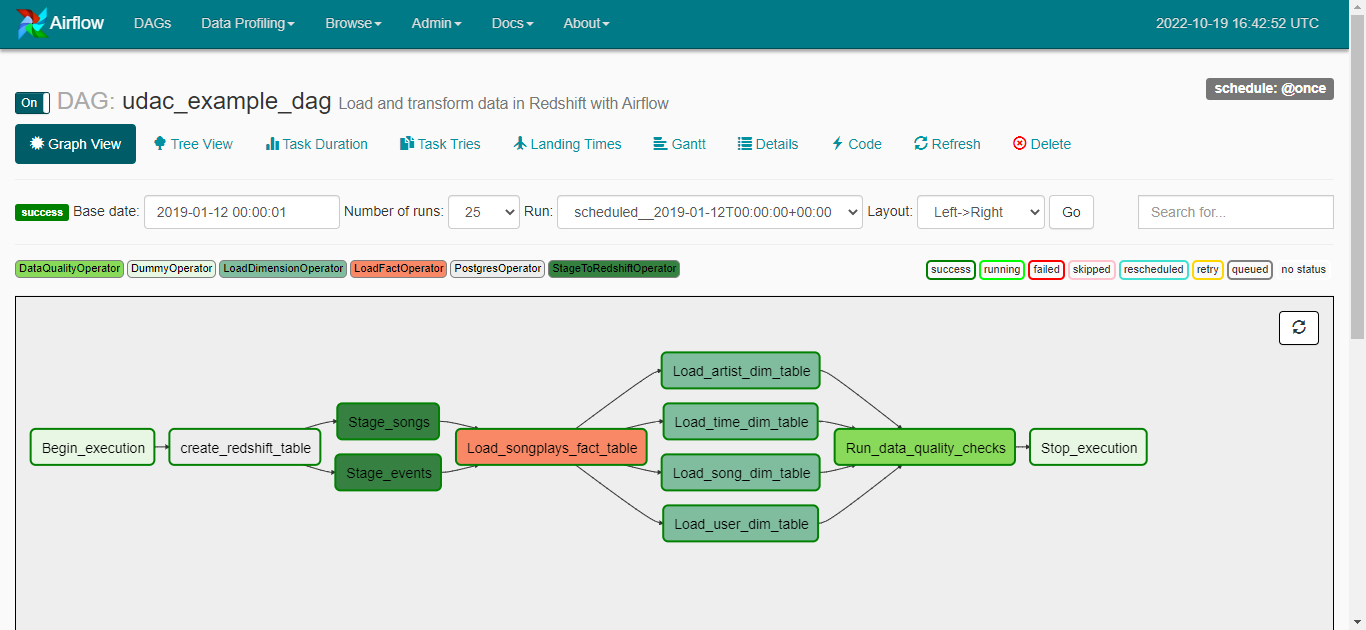 Airflow DAGs Data Profiling Browse Admin Docs About 2022-10-19 16:42:52 UTC
schedule: @once
On DAG: udac_example_dag Load and transform data in Redshift with Airflow
Graph View Tree View Task Duration Task Tries Landing Times Gantt Details Code Refresh Delete
success Base date: 2019-01-12 00:00:01 Number of runs: 25 Run: scheduled__2019-01-12T00:00:00+00:00 Layout: Left->Right Go Search for...
DataQualityOperator DummyOperator LoadDimensionOperator LoadFactOperator PostgresOperator StageToRedshiftOperator success running failed skipped rescheduled retry queued no status
Load_artist_dim_table
Stage_songs Load_time_dim_table
Begin_execution create_redshift_table Load_songplays_fact_table Run_data_quality_checks Stop_execution
Stage_events Load_song_dim_table
Load_user_dim_table